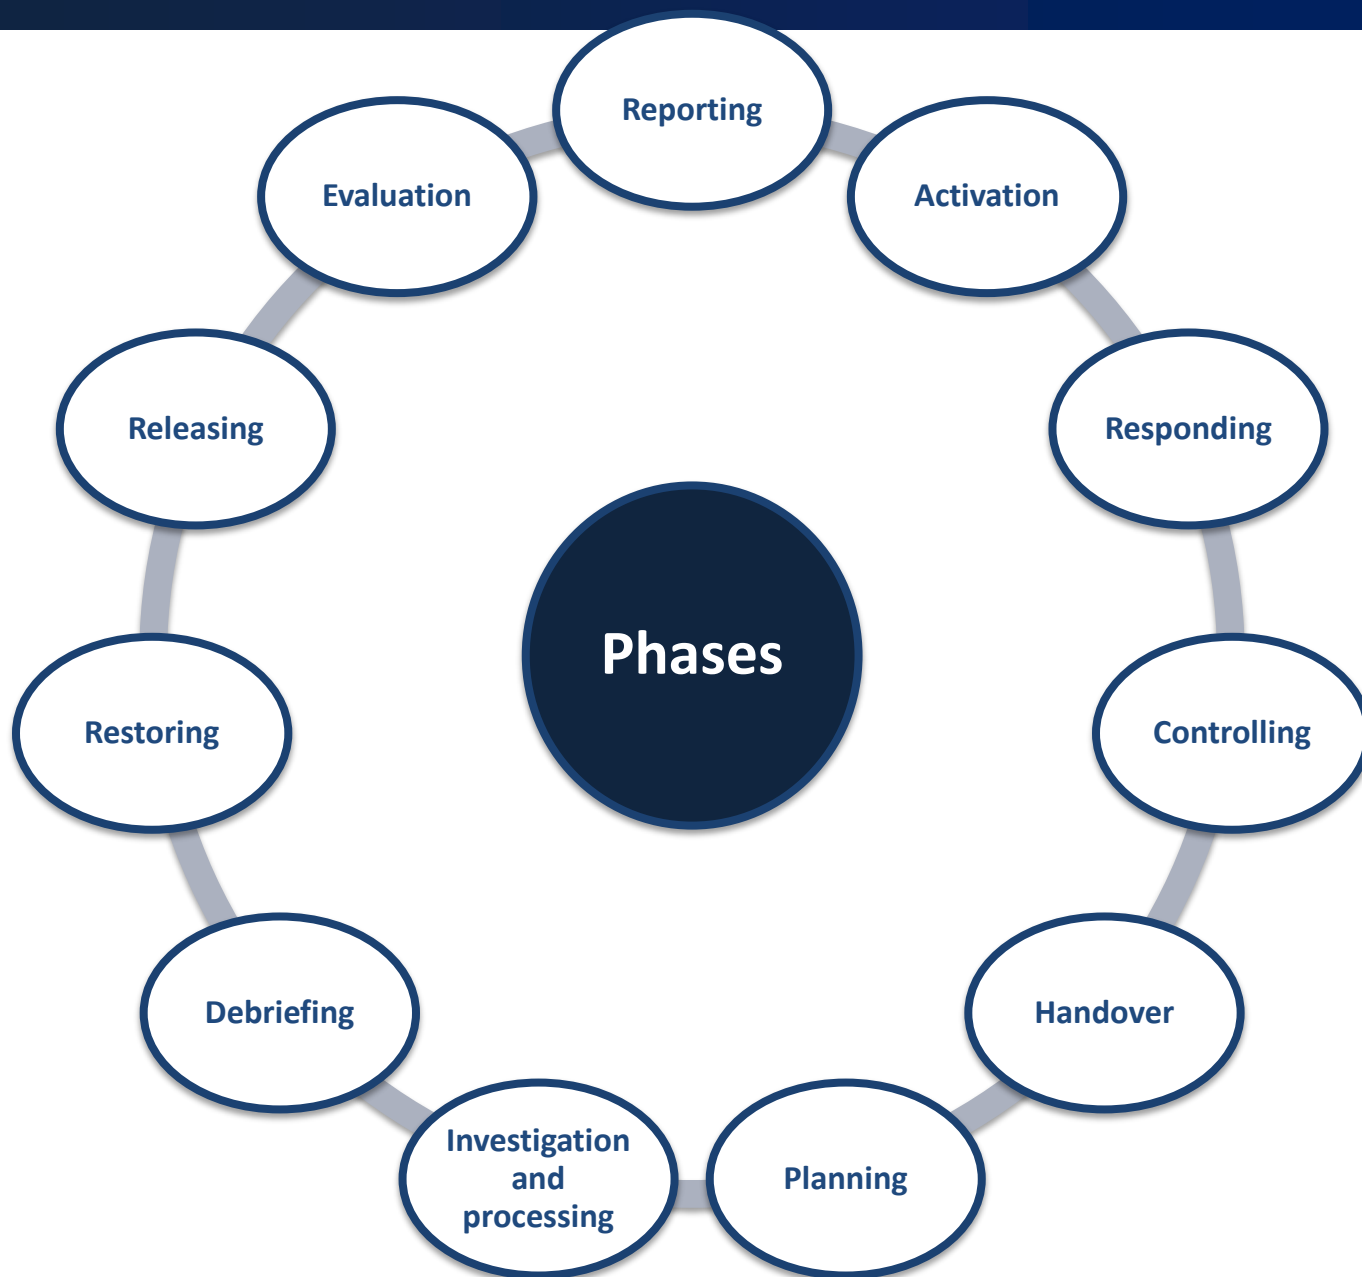 Reporting
Activation
Responding
Controlling
Handover
Planning
Investigation
and
processing
Debriefing
Restoring
Releasing
Evaluation
Phases